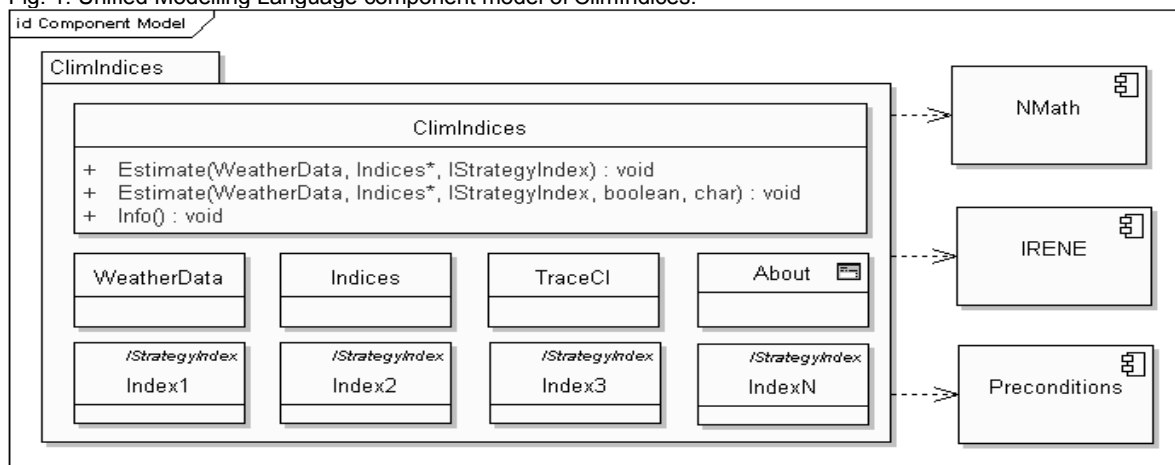 Fig. 1. Unified Modelling Language component model of ClimIndices.
id Component Model
ClimIndices
ClimIndices
+ Estimate(WeatherData, Indices*, IStrategyIndex) : void
+ Estimate(WeatherData, Indices*, IStrategyIndex, boolean, char) : void
+ Info() : void
WeatherData
Indices
TraceCI
About
IStrategyIndex
Index1
IStrategyIndex
Index2
IStrategyIndex
Index3
IStrategyIndex
IndexN
NMath
IRENE
Preconditions